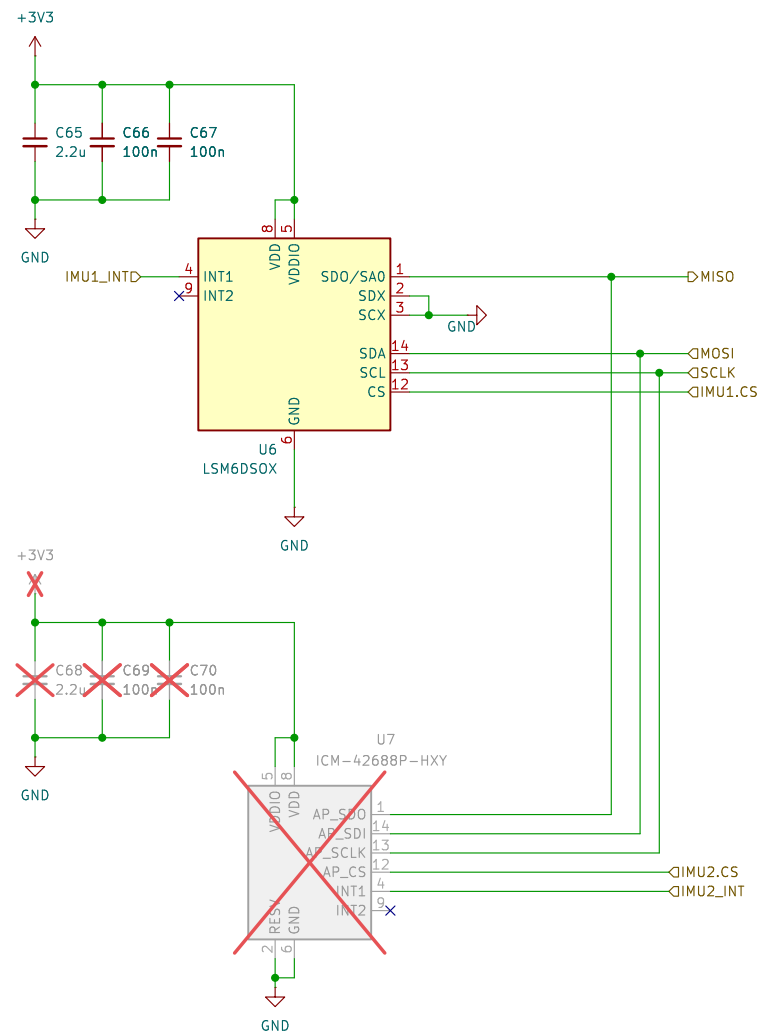 +3V3
C65
2.2u
C66
100n
C67
100n
GND
8
5
VDD
VDDIO
IMU1_INT
4
INT1
9
INT2
SDO/SA0
1
MISO
SDX
2
SCX
3
GND
SDA
14
MOSI
SCL
13
SCLK
CS
12
IMU1.CS
GND
6
U6
LSM6DSOX
GND
+3V3
C68
2.2u
C69
100n
C70
100n
GND
U7
ICM-42688P-HXY
5
8
VDDIO
VDD
AP_SDO
1
AP_SDI
14
AP_SCLK
13
AP_CS
12
IMU2.CS
INT1
4
IMU2_INT
INT2
9
RESV
GND
2
6
GND